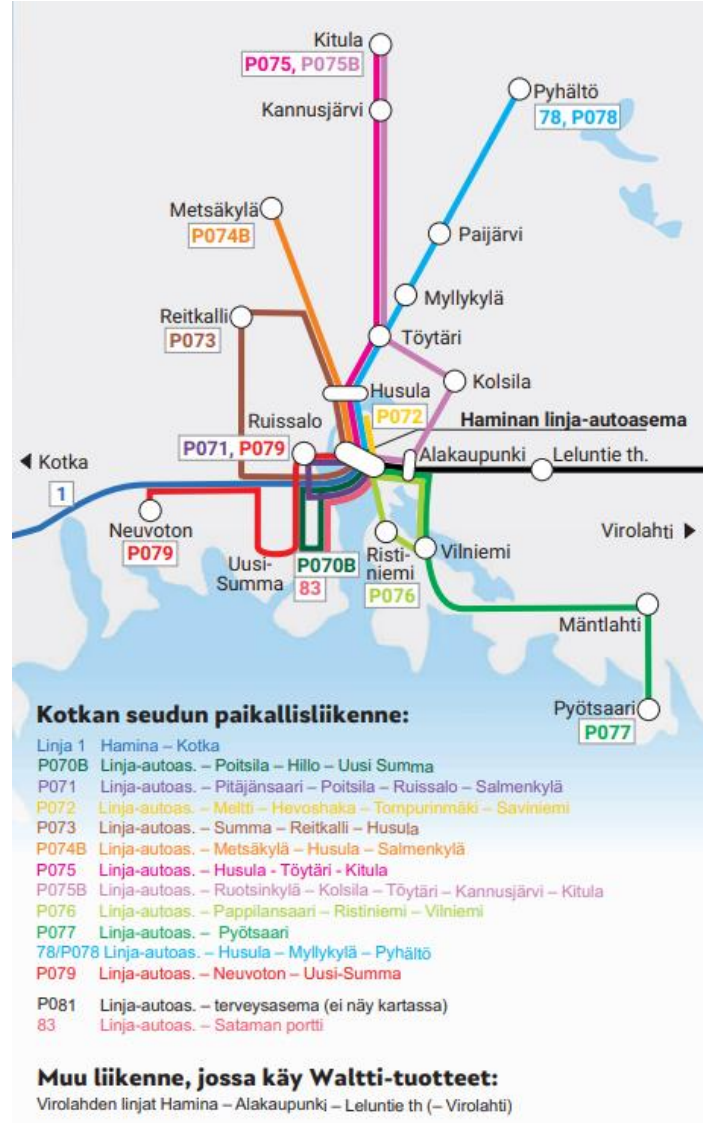 Kitula
P075, P075B
Kannusjärvi
Pyhältö
78, P078
Metsäkylä
P074B
Paijärvi
Myllykylä
Reitkalli
P073
Töytäri
Husula
P072
Kolsila
Ruissalo
P071, P079
Haminan linja-autoasema
Alakaupunki
Leluntie th.
Kotka
1
Neuvoton
P079
Uusi-
Summa
P070B
83
Risti-
niemi
P076
Vilniemi
Virolahti
Mäntlahti
Pyötsaari
P077
Kotkan seudun paikallisliikenne:
Linja 1 Hamina – Kotka
P070B Linja-autoas. – Poitsila – Hillo – Uusi Summa
P071 Linja-autoas. – Pitäjänsaari – Poitsila – Ruissalo – Salmenkylä
P072 Linja-autoas. – Meltti – Hevoshaka – Tompurinmäki – Saviniemi
P073 Linja-autoas. – Summa – Reitkalli – Husula
P074B Linja-autoas. – Metsäkylä – Husula – Salmenkylä
P075 Linja-autoas. – Husula - Töytäri - Kitula
P075B Linja-autoas. – Ruotsinkylä – Kolsila – Töytäri – Kannusjärvi – Kitula
P076 Linja-autoas. – Pappilansaari – Ristiniemi – Vilniemi
P077 Linja-autoas. – Pyötsaari
78/P078 Linja-autoas. – Husula – Myllykylä – Pyhältö
P079 Linja-autoas. – Neuvoton – Uusi-Summa
P081 Linja-autoas. – terveysasema (ei näy kartassa)
83 Linja-autoas. – Sataman portti
Muu liikenne, jossa käy Waltti-tuotteet:
Virolahden linjat Hamina – Alakaupunki – Leluntie th (– Virolahti)